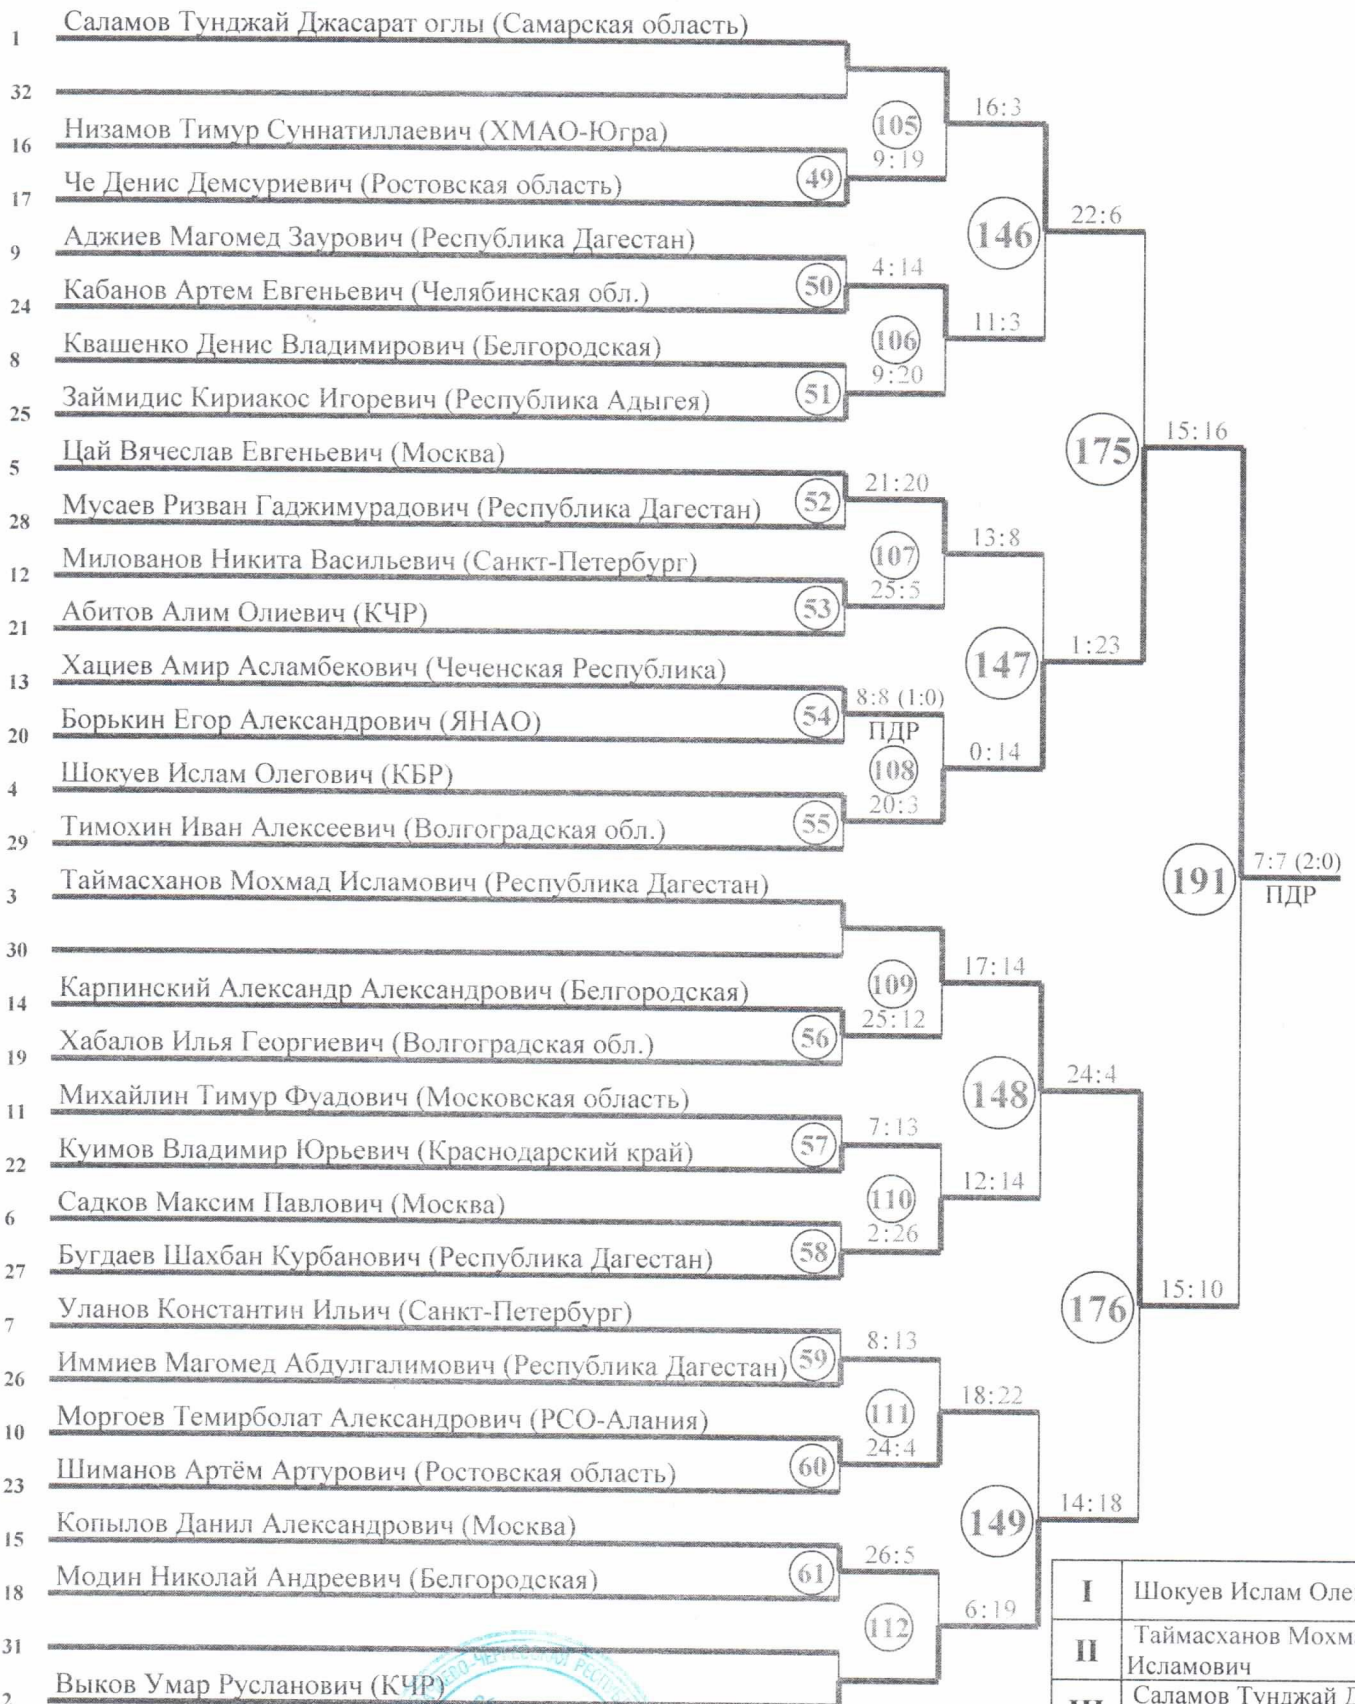 Саламов Тунджай Джасарат оглы (Самарская область)
1
32
16:3
Низамов Тимур Суннатиллаевич (ХМАО-Югра)
105
16
9:19
Че Денис Демсуриевич (Ростовская область)
49
17
22:6
Аджиев Магомед Заурович (Республика Дагестан)
146
9
4:14
Кабанов Артем Евгеньевич (Челябинская обл.)
50
24
11:3
Квашенко Денис Владимирович (Белгородская)
106
8
9:20
Займидис Кириакос Игоревич (Республика Адыгея)
51
25
15:16
Цай Вячеслав Евгеньевич (Москва)
175
5
21:20
Мусаев Ризван Гаджимурадович (Республика Дагестан)
52
28
13:8
Милованов Никита Васильевич (Санкт-Петербург)
107
12
25:5
Абитов Алим Олиевич (КЧР)
53
21
1:23
Хациев Амир Асламбекович (Чеченская Республика)
147
13
8:8 (1:0)
Борькин Егор Александрович (ЯНАО)
54
ПДР
20
0:14
Шокуев Ислам Олегович (КБР)
108
4
20:3
Тимохин Иван Алексеевич (Волгоградская обл.)
55
29
7:7 (2:0)
Таймасханов Мохмад Исламович (Республика Дагестан)
191
ПДР
3
30
17:14
Карпинский Александр Александрович (Белгородская)
109
14
25:12
Хабалов Илья Георгиевич (Волгоградская обл.)
56
19
24:4
Михайлин Тимур Фуадович (Московская область)
148
11
7:13
Куимов Владимир Юрьевич (Краснодарский край)
57
22
12:14
Садков Максим Павлович (Москва)
110
6
2:26
Бугдаев Шахбан Курбанович (Республика Дагестан)
58
27
15:10
Уланов Константин Ильич (Санкт-Петербург)
176
7
8:13
Иммиев Магомед Абдулгалимович (Республика Дагестан)
59
26
18:22
Моргоев Темирболат Александрович (РСО-Алания)
111
10
24:4
Шиманов Артём Артурович (Ростовская область)
60
23
14:18
Копылов Данил Александрович (Москва)
149
15
26:5
Модин Николай Андреевич (Белгородская)
61
18
6:19
I Шокуев Ислам Оле
112
31
II Таймасханов Мохм
Исламович
Выков Умар Русланович (КЧР)
2
III Саламов Тунджай Д